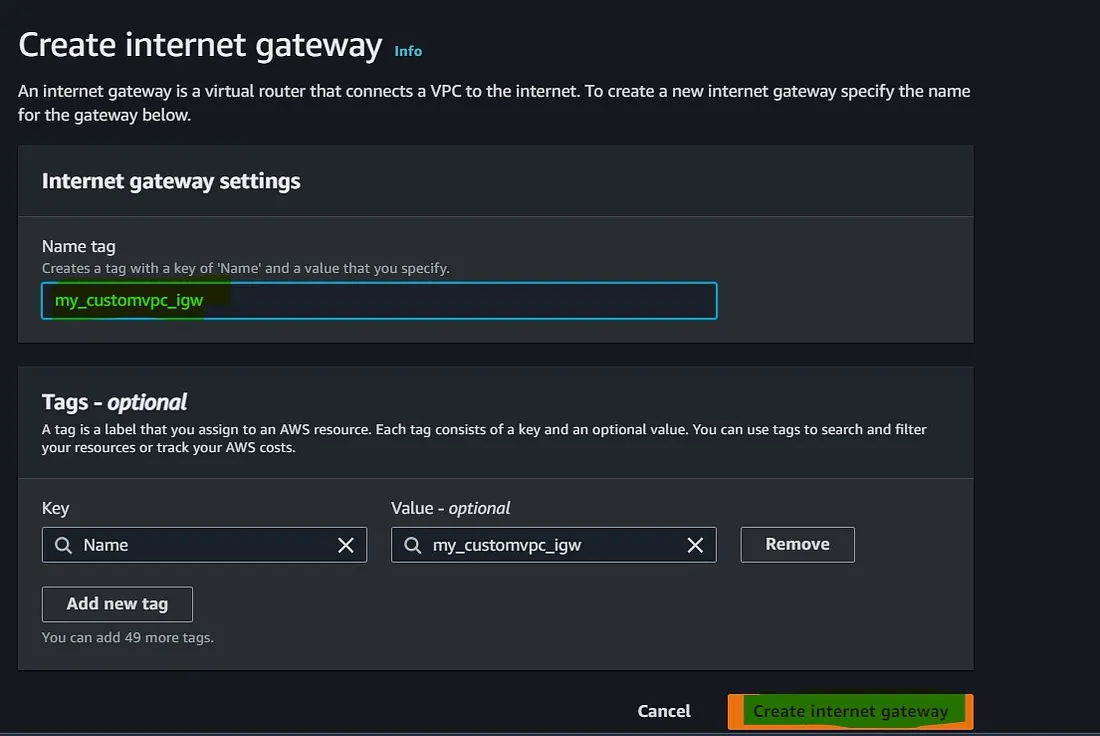 Create internet gateway Info
An internet gateway is a virtual router that connects a VPC to the internet. To create a new internet gateway specify the name
for the gateway below.
Internet gateway settings
Name tag
Creates a tag with a key of 'Name' and a value that you specify.
my_customvpc_igw
Tags - optional
A tag is a label that you assign to an AWS resource. Each tag consists of a key and an optional value. You can use tags to search and filter
your resources or track your AWS costs.
Key Value - optional
Name my_customvpc_igw Remove
Add new tag
You can add 49 more tags.
Cancel Create internet gateway